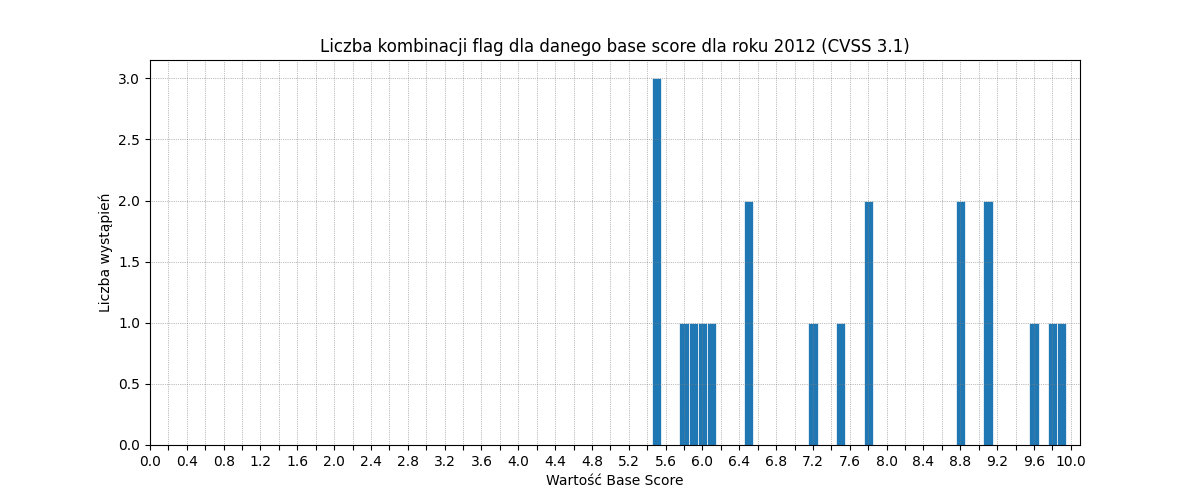 Liczba kombinacji flag dla danego base score dla roku 2012 (CVSS 3.1)
3.0
2.5
2.0
1.5
1.0
0.5
0.0
Liczba wystąpień
0.0 0.4 0.8 1.2 1.6 2.0 2.4 2.8 3.2 3.6 4.0 4.4 4.8 5.2 5.6 6.0 6.4 6.8 7.2 7.6 8.0 8.4 8.8 9.2 9.6 10.0
Wartość Base Score